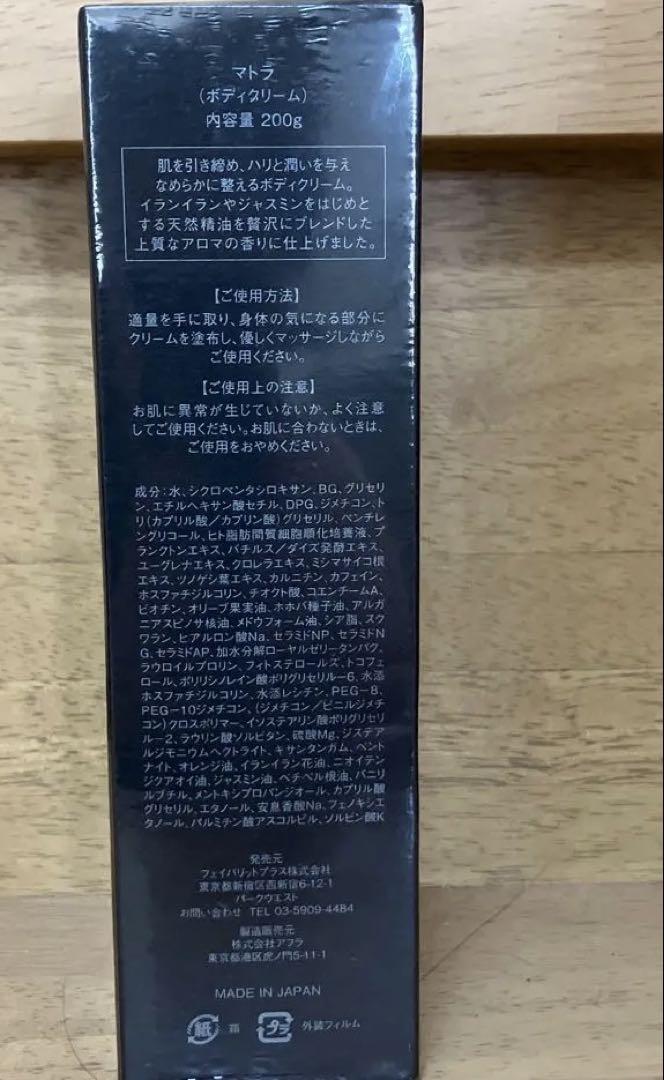 マトラ
(ボディクリーム)
内容量 200g
肌を引き締め、ハリと潤いを与え
なめらかに整えるボディクリーム。
イランイランやジャスミンをはじめと
する天然精油を贅沢にブレンドした
上質なアロマの香りに仕上げました。
【ご使用方法】
適量を手に取り、身体の気になる部分に
クリームを塗布し、優しくマッサージしながら
ご使用ください。
【ご使用上の注意】
お肌に異常が生じていないか、よく注意
してご使用ください。お肌に合わないときは、
ご使用をおやめください。
成分:水、シクロペンタシロキサン、BG、グリセリ
ン、エチルヘキサン酸セチル、DPG、ジメチコン、ト
リ(カプリル酸/カプリン酸)グリセリル、ペンチレ
ングリコール、ヒト脂肪間質細胞順化培養液、プ
ランクトンエキス、バチルス/ダイズ発酵エキス、
ユーグレナエキス、クロレラエキス、ミシマサイコ根
エキス、ツノゲシ葉エキス、カルニチン、カフェイン、
ホスファチジルコリン、チオクト酸、コエンチームA、
ビオチン、オリーブ果実油、ホホバ種子油、アルガ
ニアスピノサ核油、メドウフォーム油、シア脂、スク
ワラン、ヒアルロン酸Na、セラミドNP、セラミドN
G、セラミドAP、加水分解ローヤルゼリータンパク、
ラウロイルプロリン、フィトステロールズ、トコフェ
ロール、ポリリシノレイン酸ポリグリセリル-6、水添
ホスファチジルコリン、水添レシチン、PEG-8、
PEG-10ジメチコン、(ジメチコン/ビニルジメチ
コン)クロスポリマー、イソステアリン酸ポリグリセリ
ル-2、ラウリン酸ソルビタン、硫酸Mg、ジステア
ルジモニウムヘクトライト、キサンタンガム、ベント
ナイト、オレンジ油、イランイラン花油、ニオイテン
ジクアオイ油、ジャスミン油、ベチベル根油、バニリ
ルブチル、メントキシプロパンジオール、カプリル酸
グリセリル、エタノール、安息香酸Na、フェノキシエ
タノール、パルミチン酸アスコルビル、ソルビン酸K
発売元
フェイバリットプラス株式会社
東京都新宿区西新宿6-12-1
パークウエスト
お問い合わせ TEL 03-5909-4484
製造販売元
株式会社アフラ
東京都港区虎ノ門5-11-1
MADE IN JAPAN
紙 箱 プラ 外装フィルム